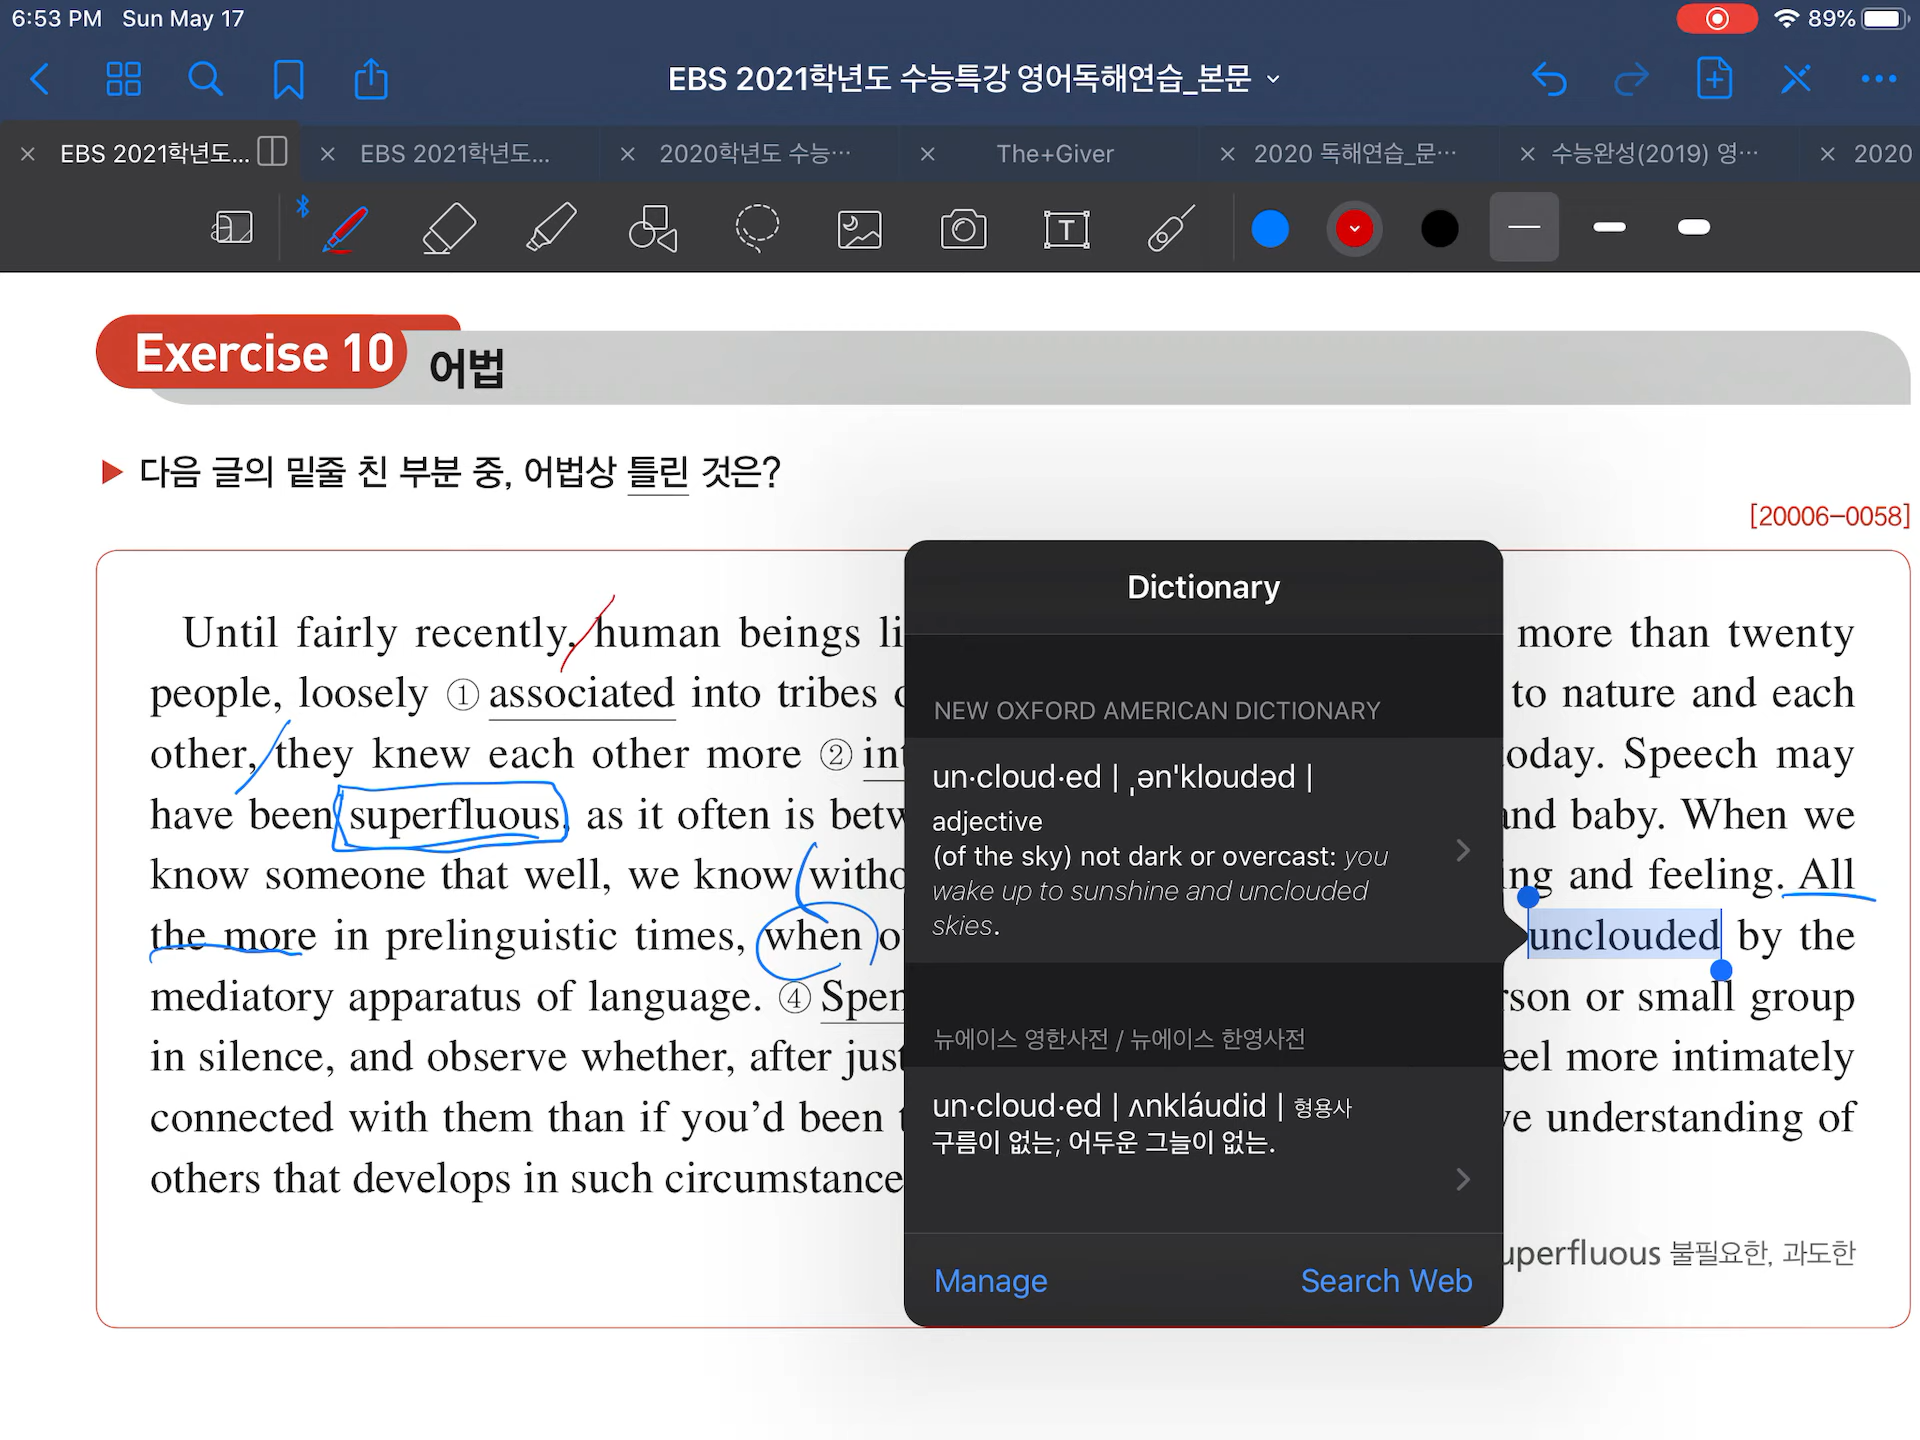 6:53 PM Sun May 17
89%
EBS 2021학년도 수능특강 영어독해연습_본문
EBS 2021학년도...
EBS 2021학년도...
2020학년도 수능···
The+Giver
2020 독해연습_문···
수능완성(2019) 영···
2020
T
Exercise 10 어법
다음 글의 밑줄 친 부분 중, 어법상 틀린 것은?
[20006–0058]
Until fairly recently, human beings li more than twenty
people, loosely ① associated into tribes to nature and each
other, they knew each other more ② oday. Speech may
have been superfluous, as it often is betw and baby. When we
know someone that well, we know witho ing and feeling. All
the more in prelinguistic times, when o unclouded by the
mediatory apparatus of language. ④ Spen rson or small group
in silence, and observe whether, after just eel more intimately
connected with them than if you'd been ve understanding of
others that develops in such circumstance
uperfluous 불필요한, 과도한
Dictionary
NEW OXFORD AMERICAN DICTIONARY
un·cloud·ed | ˌən'kloudəd |
adjective
(of the sky) not dark or overcast: you
wake up to sunshine and unclouded
skies.
뉴에이스 영한사전 / 뉴에이스 한영사전
un·cloud·ed | ʌnkláudid | 형용사
구름이 없는; 어두운 그늘이 없는.
Manage
Search Web